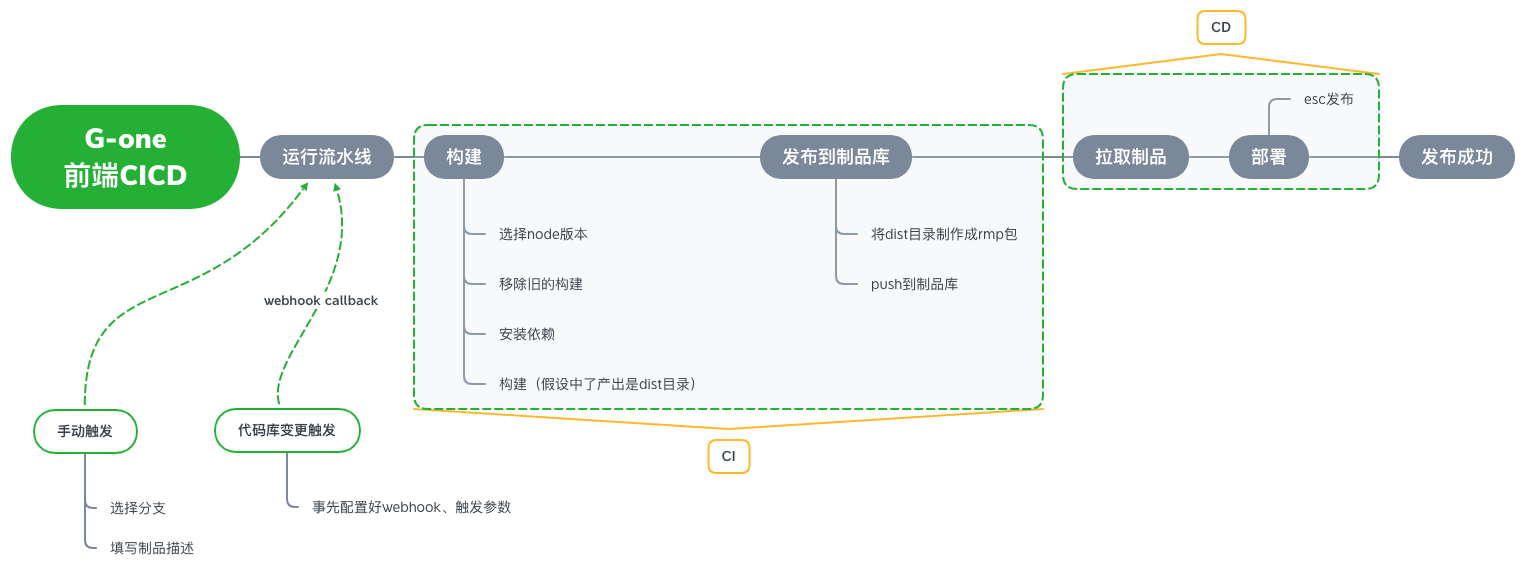 CD
esc发布
G-one
前端CICD
运行流水线
构建
发布到制品库
拉取制品
部署
发布成功
选择node版本
将dist目录制作成rmp包
移除旧的构建
push到制品库
webhook callback
安装依赖
构建（假设中了产出是dist目录）
手动触发
代码库变更触发
CI
选择分支
事先配置好webhook、触发参数
填写制品描述